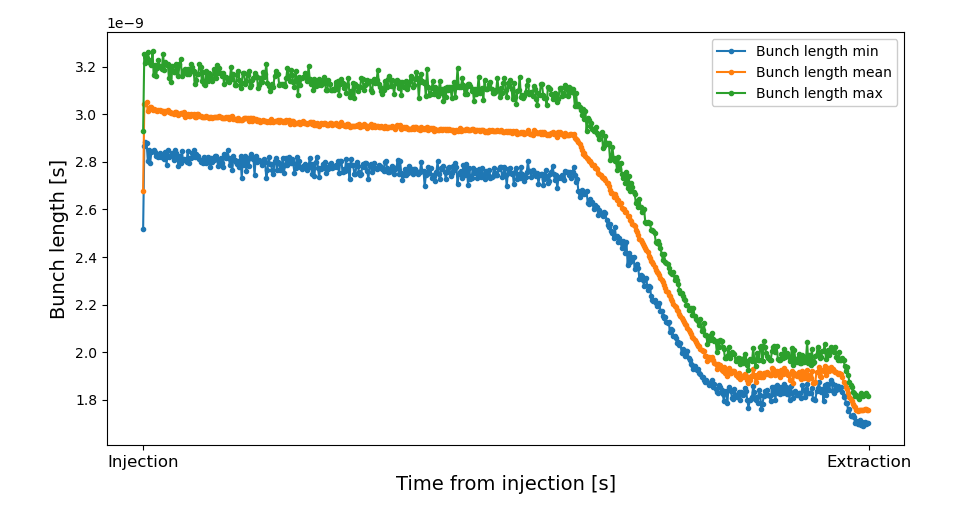 1e−9
Bunch length [s]
3.2
3.0
2.8
2.6
2.4
2.2
2.0
1.8
Bunch length min
Bunch length mean
Bunch length max
Injection
Extraction
Time from injection [s]